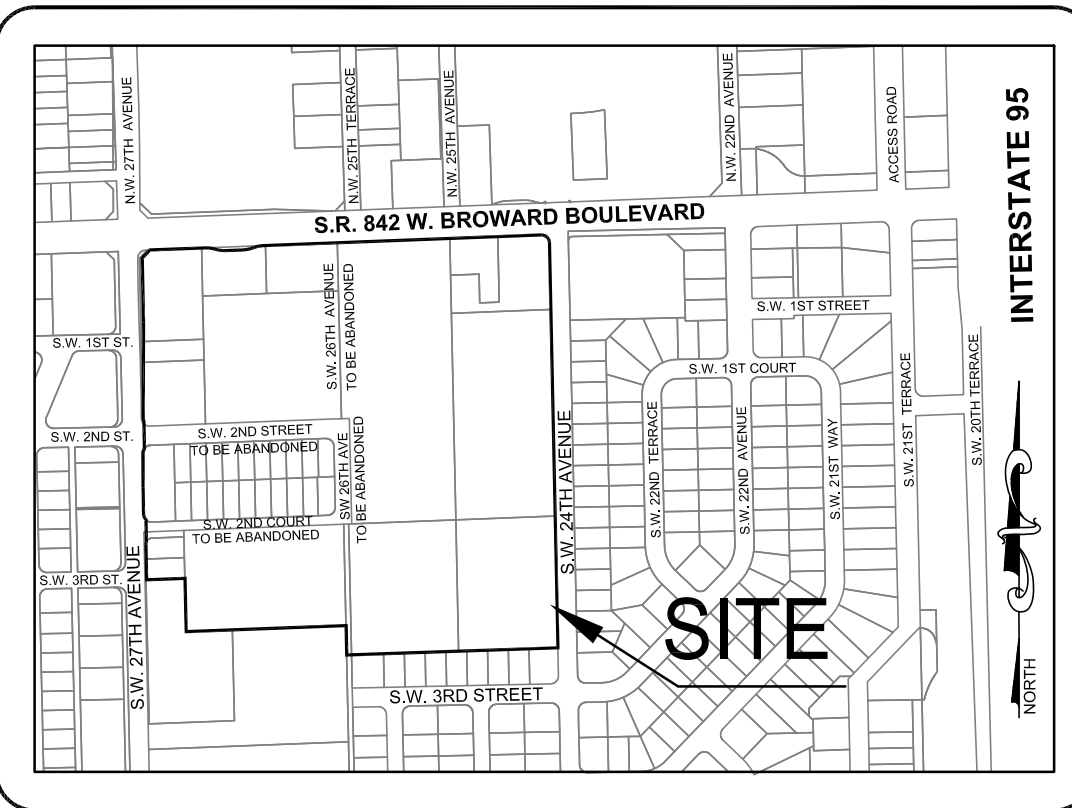 N.W. 27TH AVENUE
N.W. 25TH TERRACE
N.W. 25TH AVENUE
N.W. 22ND AVENUE
ACCESS ROAD
INTERSTATE 95
S.R. 842 W. BROWARD BOULEVARD
S.W. 26TH AVENUE
TO BE ABANDONED
S.W. 1ST STREET
S.W. 1ST ST.
S.W. 1ST COURT
S.W. 21ST TERRACE
S.W. 20TH TERRACE
S.W. 2ND ST.
S.W. 2ND STREET
TO BE ABANDONED
SW 26TH AVE
TO BE ABANDONED
S.W. 24TH AVENUE
S.W. 22ND TERRACE
S.W. 22ND AVENUE
S.W. 21ST WAY
S.W. 2ND COURT
TO BE ABANDONED
S.W. 3RD ST.
S.W. 27TH AVENUE
SITE
S.W. 3RD STREET
NORTH